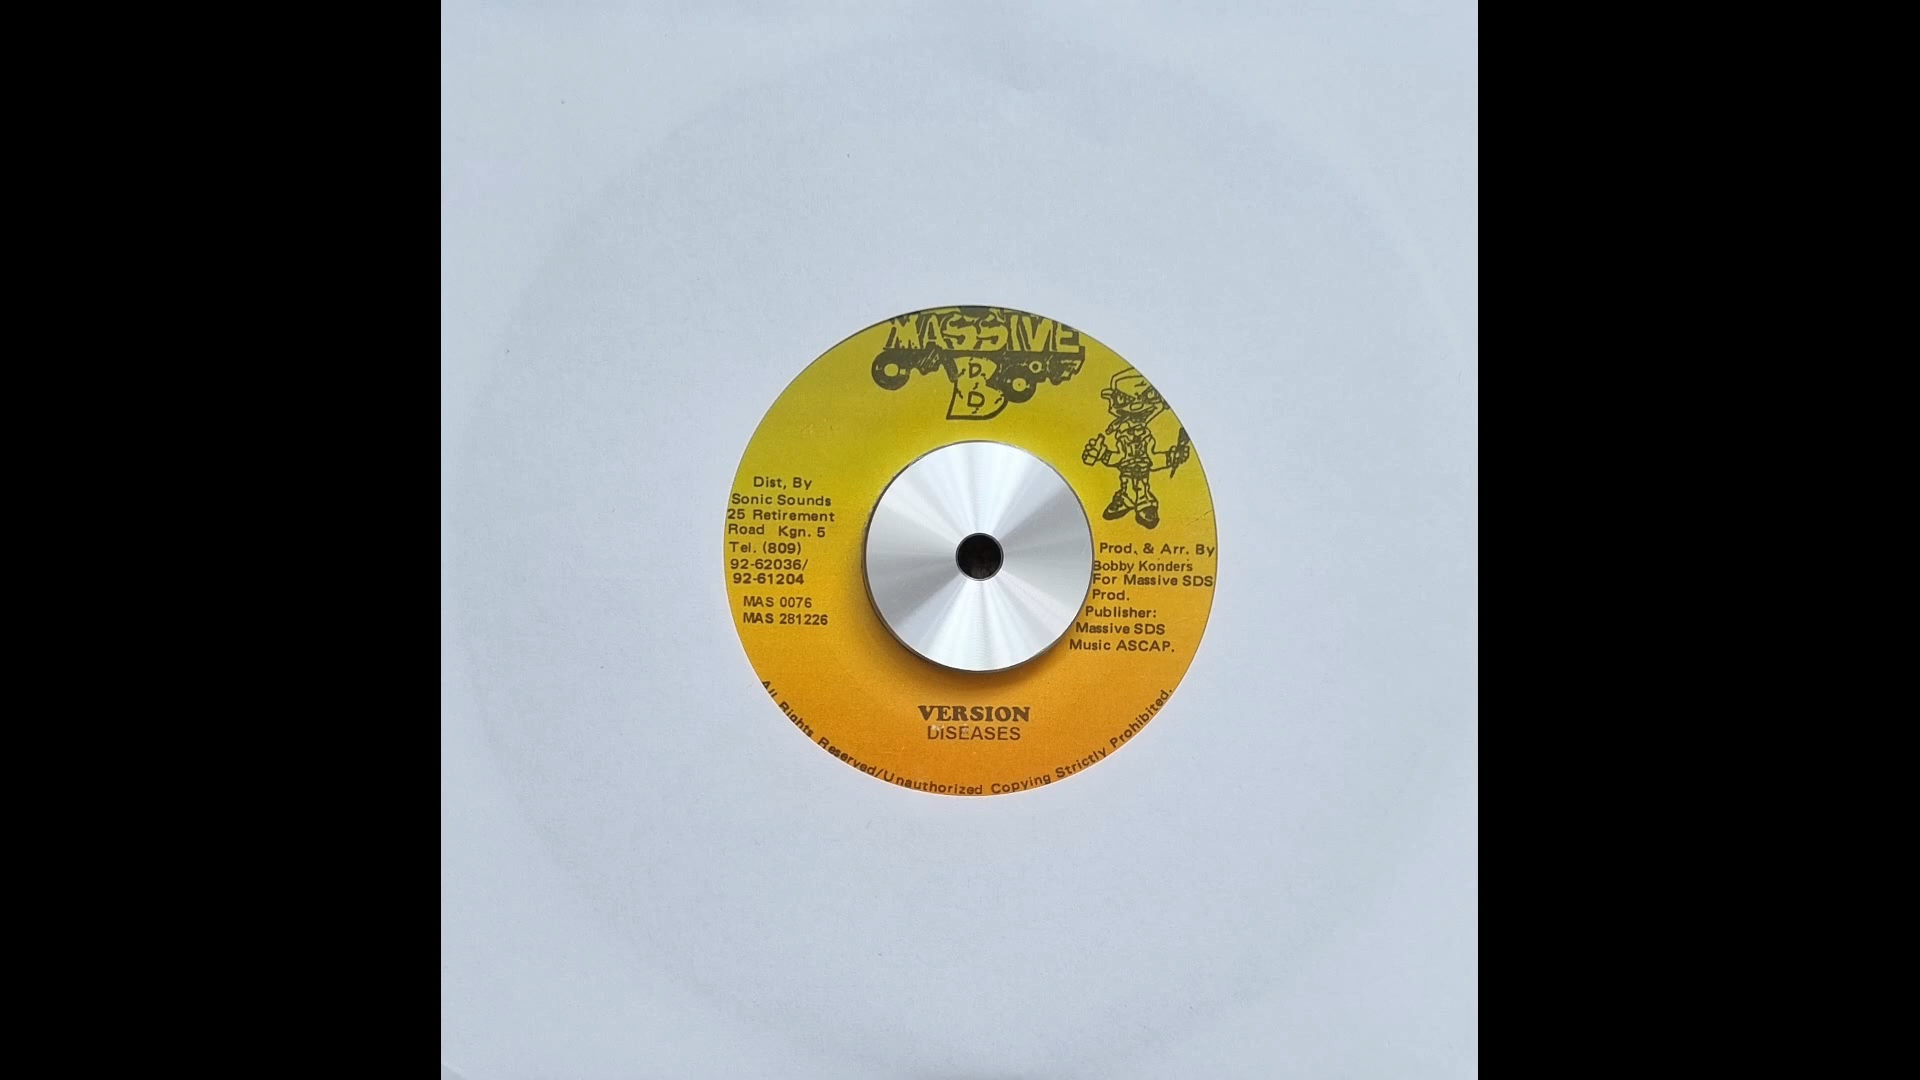 MASSIVE
B
Dist, By
Sonic Sounds
25 Retirement
Road Kgn. 5
Tel. (809)
92-62036/
92-61204
MAS 0076
MAS 281226
Prod, & Arr. By
Bobby Konders
For Massive SDS
Prod.
Publisher:
Massive SDS
Music ASCAP.
VERSION
DiSEASES
All Rights Reserved/Unauthorized Copying Strictly Prohibited.